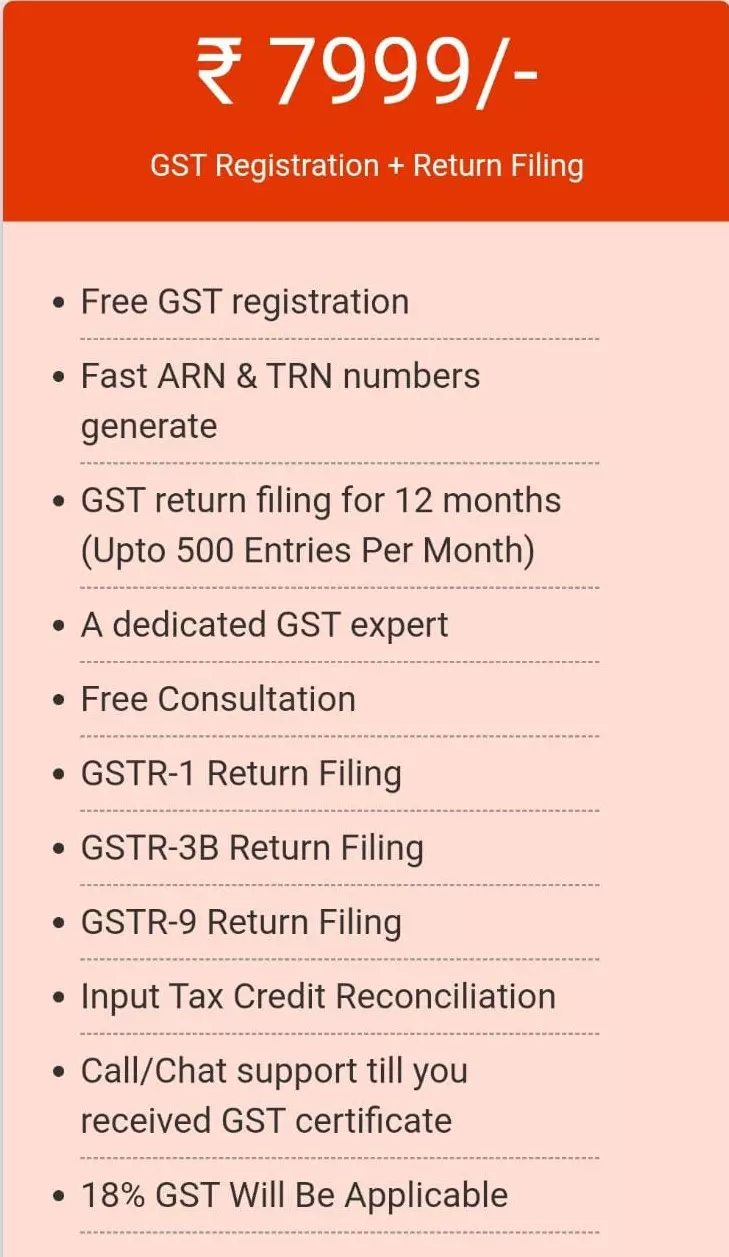 ₹ 7999/-
GST Registration + Return Filing
• Free GST registration
• Fast ARN & TRN numbers
generate
• GST return filing for 12 months
(Upto 500 Entries Per Month)
• A dedicated GST expert
• Free Consultation
• GSTR-1 Return Filing
• GSTR-3B Return Filing
• GSTR-9 Return Filing
• Input Tax Credit Reconciliation
• Call/Chat support till you
received GST certificate
• 18% GST Will Be Applicable